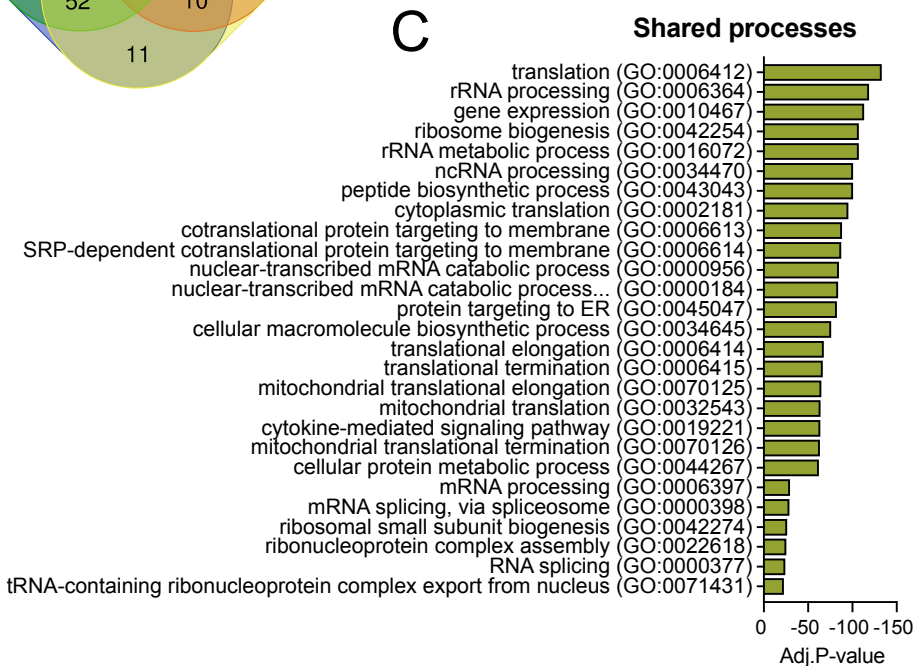 52
10
11
C
Shared processes
translation (GO:0006412)
rRNA processing (GO:0006364)
gene expression (GO:0010467)
ribosome biogenesis (GO:0042254)
rRNA metabolic process (GO:0016072)
ncRNA processing (GO:0034470)
peptide biosynthetic process (GO:0043043)
cytoplasmic translation (GO:0002181)
cotranslational protein targeting to membrane (GO:0006613)
SRP-dependent cotranslational protein targeting to membrane (GO:0006614)
nuclear-transcribed mRNA catabolic process (GO:0000956)
nuclear-transcribed mRNA catabolic process... (GO:0000184)
protein targeting to ER (GO:0045047)
cellular macromolecule biosynthetic process (GO:0034645)
translational elongation (GO:0006414)
translational termination (GO:0006415)
mitochondrial translational elongation (GO:0070125)
mitochondrial translation (GO:0032543)
cytokine-mediated signaling pathway (GO:0019221)
mitochondrial translational termination (GO:0070126)
cellular protein metabolic process (GO:0044267)
mRNA processing (GO:0006397)
mRNA splicing, via spliceosome (GO:0000398)
ribosomal small subunit biogenesis (GO:0042274)
ribonucleoprotein complex assembly (GO:0022618)
RNA splicing (GO:0000377)
tRNA-containing ribonucleoprotein complex export from nucleus (GO:0071431)
0 -50 -100 -150
Adj.P-value